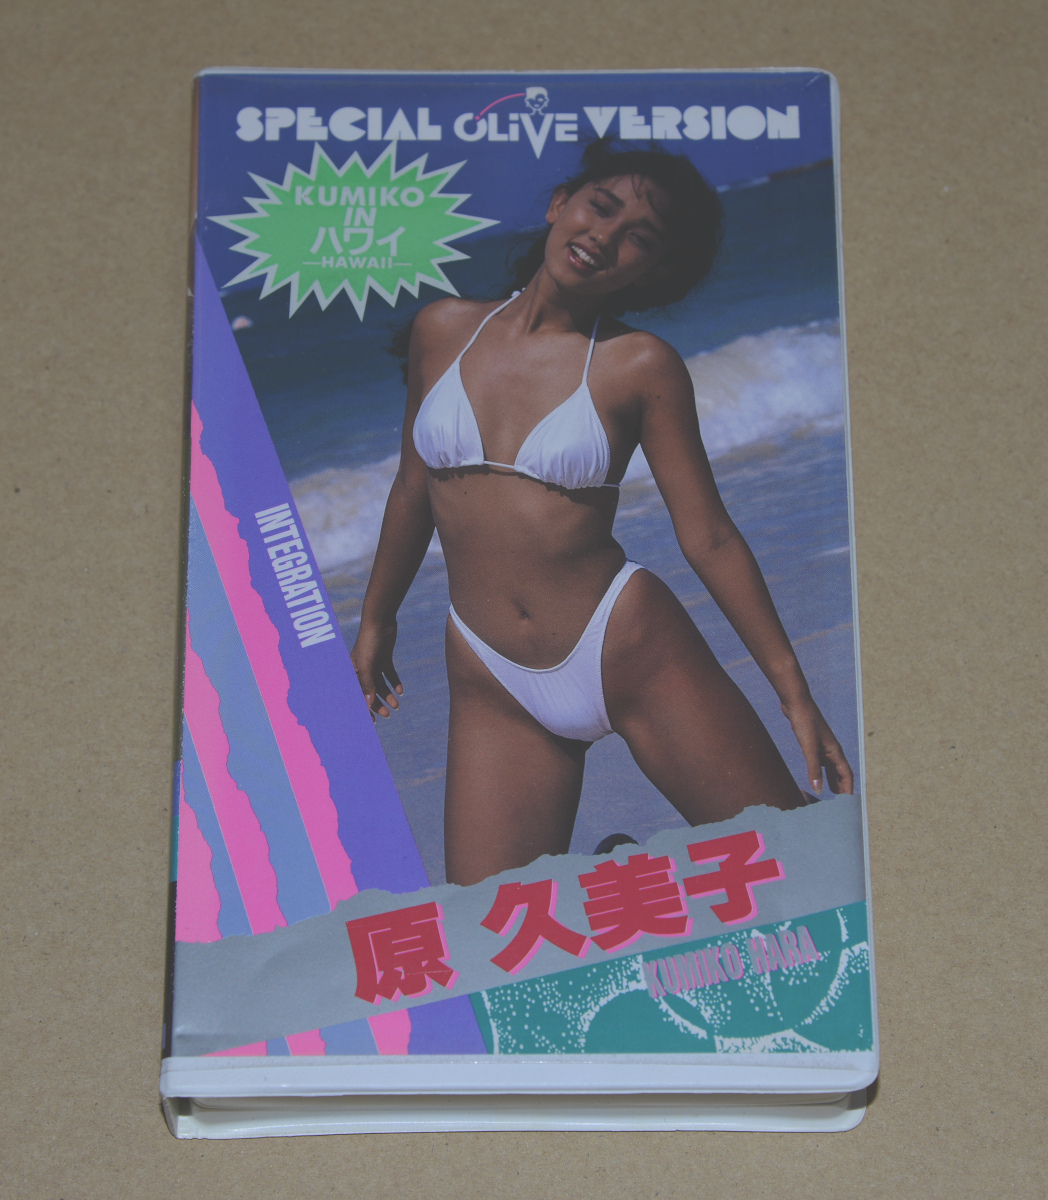 SPECIAL OLiVE VERSION
KUMIKO
IN
ハワイ
—HAWAII—
INTEGRATION
原 久美子
KUMIKO HARA